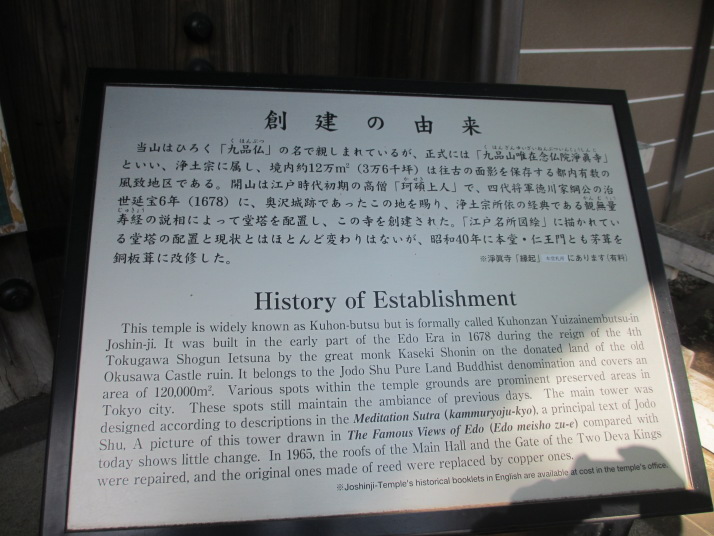 創建の由来
当山はひろく「九品仏」の名で親しまれているが、正式には「九品山唯在念仏院淨眞寺」
といい、浄土宗に属し、境内約12万m²（3万6千坪）は往古の面影を保存する都内有数の
風致地区である。開山は江戸時代初期の高僧「珂碩上人」で、四代将軍徳川家綱公の治
世延宝6年（1678）に、奥沢城跡であったこの地を賜り、浄土宗所依の経典である観無量
寿経の説相によって堂塔を配置し、この寺を創建された。「江戸名所図絵」に描かれてい
る堂塔の配置と現状とはほとんど変わりはないが、昭和40年に本堂・仁王門とも茅葺を
銅板葺に改修した。
※淨眞寺「縁起」 にあります(有料)
History of Establishment
This temple is widely known as Kuhon-butsu but is formally called Kuhonzan Yuizainembutsu-in
Joshin-ji. It was built in the early part of the Edo Era in 1678 during the reign of the 4th
Tokugawa Shogun Ietsuna by the great monk Kaseki Shonin on the donated land of the old
Okusawa Castle ruin. It belongs to the Jodo Shu Pure Land Buddhist denomination and covers an
area of 120,000m². Various spots within the temple grounds are prominent preserved areas in
Tokyo city. These spots still maintain the ambiance of previous days. The main tower was
designed according to descriptions in the Meditation Sutra (kammuryoju-kyo), a principal text of Jodo
Shu. A picture of this tower drawn in The Famous Views of Edo (Edo meisho zu-e) compared with
today shows little change. In 1965, the roofs of the Main Hall and the Gate of the Two Deva Kings
were repaired, and the original ones made of reed were replaced by copper ones.
※Joshinji-Temple's historical booklets in English are available at cost in the temple's office.